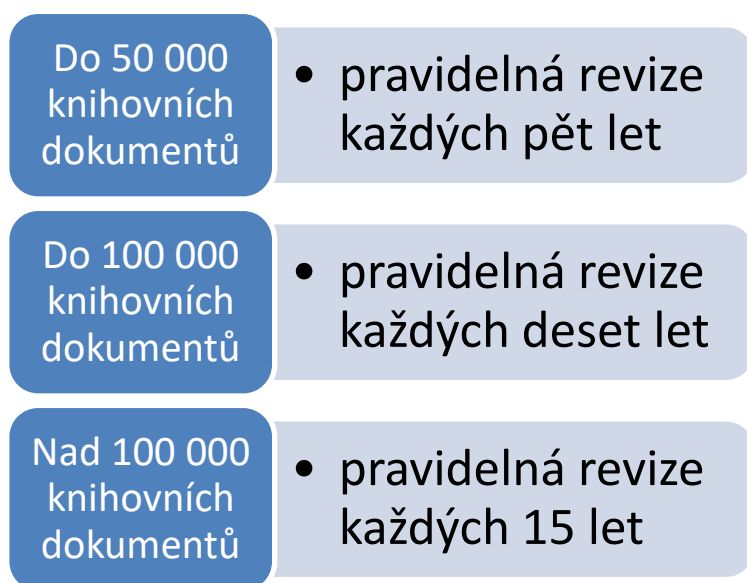 Do 50 000
knihovních
dokumentů
• pravidelná revize
každých pět let
Do 100 000
knihovních
dokumentů
• pravidelná revize
každých deset let
Nad 100 000
knihovních
dokumentů
• pravidelná revize
každých 15 let